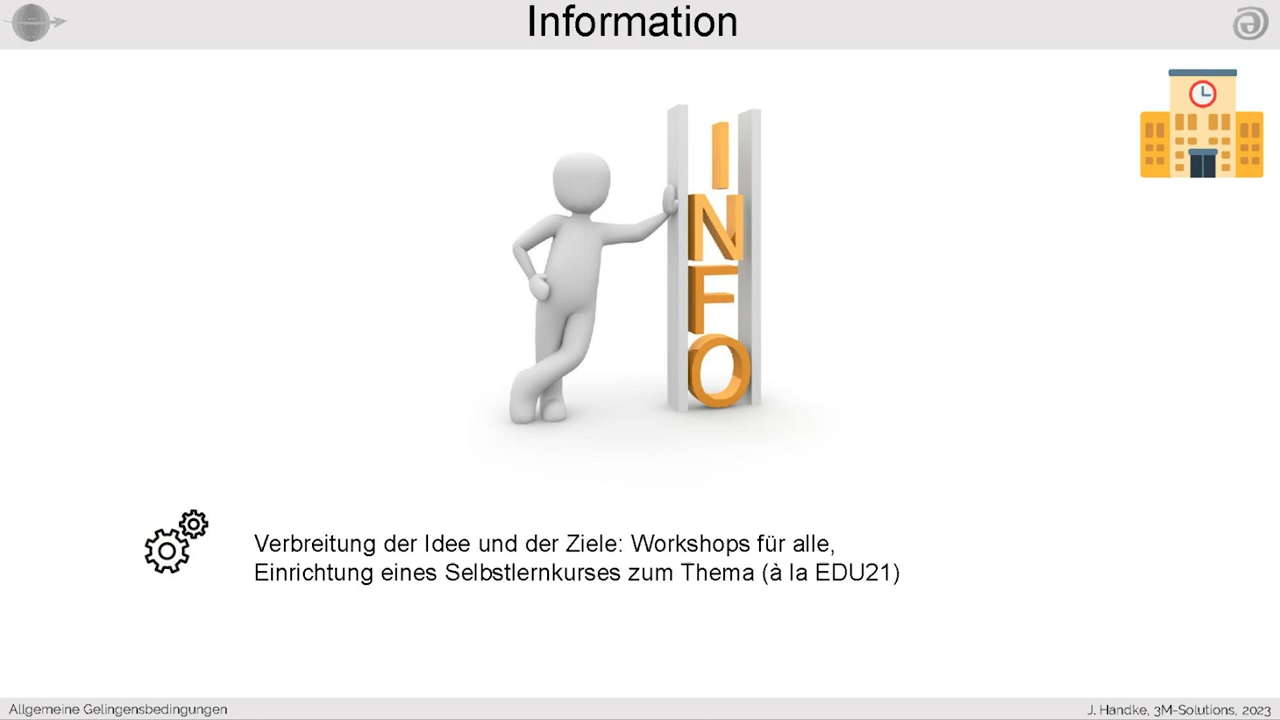 Information
INFO
Verbreitung der Idee und der Ziele: Workshops für alle,
Einrichtung eines Selbstlernkurses zum Thema (à la EDU21)
Allgemeine Gelingensbedingungen
J. Handke, 3M-Solutions, 2023